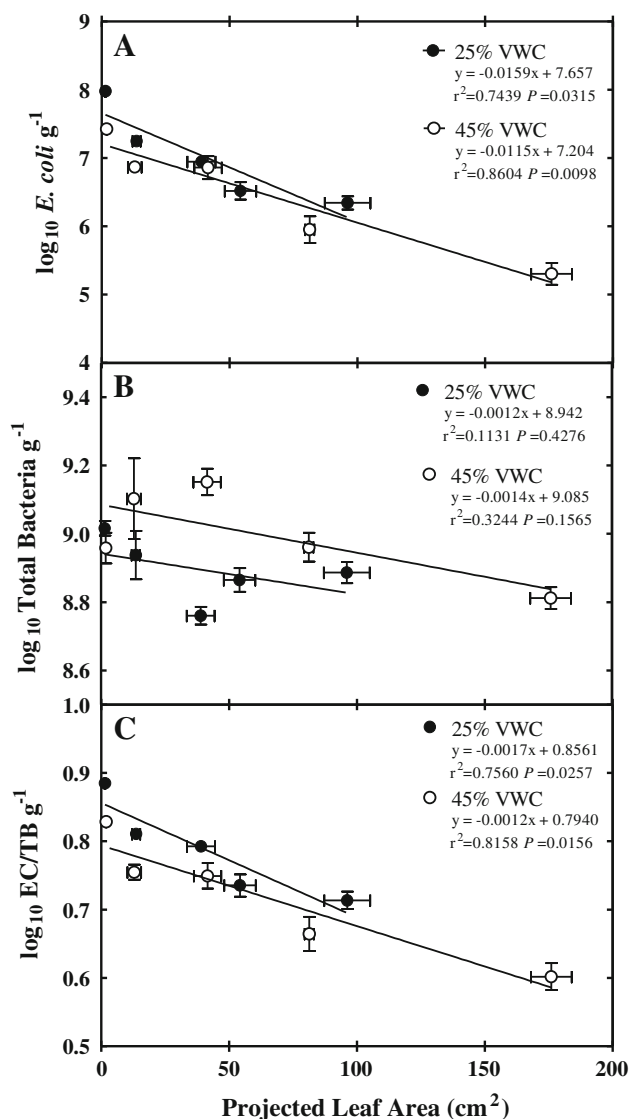 A
log10 E. coli g-1
9
8
7
6
5
4
25% VWC
y = -0.0159x + 7.657
r2=0.7439 P =0.0315
45% VWC
y = -0.0115x + 7.204
r2=0.8604 P =0.0098
B
log10 Total Bacteria g-1
9.4
9.2
9.0
8.8
8.6
25% VWC
y = -0.0012x + 8.942
r2=0.1131 P =0.4276
45% VWC
y = -0.0014x + 9.085
r2=0.3244 P =0.1565
C
log10 EC/TB g-1
1.0
0.9
0.8
0.7
0.6
0.5
25% VWC
y = -0.0017x + 0.8561
r2=0.7560 P =0.0257
45% VWC
y = -0.0012x + 0.7940
r2=0.8158 P =0.0156
0 50 100 150 200
Projected Leaf Area (cm2)